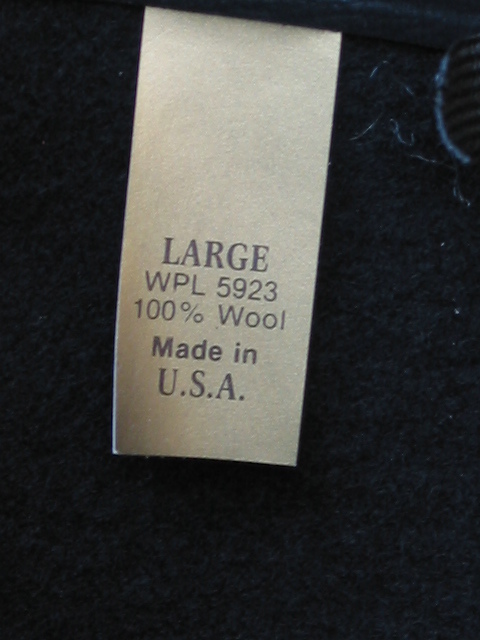 LARGE
WPL 5923
100% Wool
Made in
U.S.A.